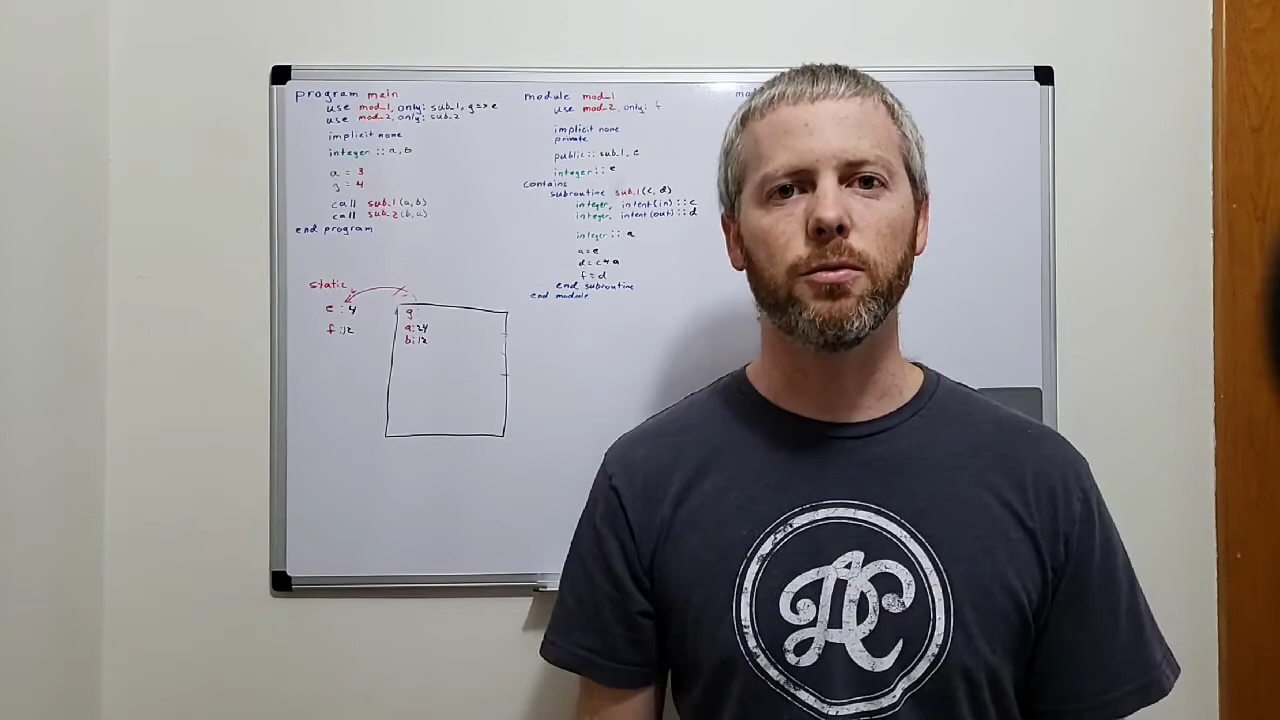 program main
use mod_1, only: sub_1, g=>e
use mod_2, only: sub_2
implicit none
integer :: a, b
a = 3
g = 4
call sub_1(a,b)
call sub_2(b,a)
end program
static
e : 4
f : 12
g:
a: 24
b: 12
module mod_1
use mod_2, only: f
implicit none
private
public :: sub_1, e
integer :: e
contains
subroutine sub_1(c, d)
integer, intent(in) :: c
integer, intent(out) :: d
integer :: a
a = e
d = c * a
f = d
end subroutine
end module